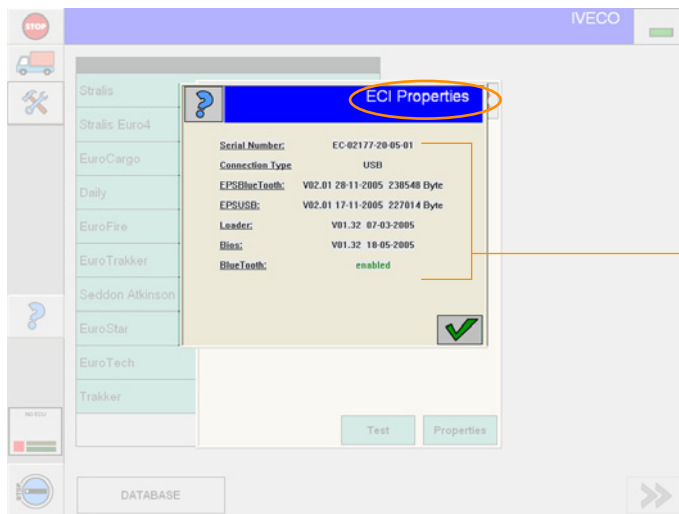 STOP
IVECO
ECI Properties
Stralis
Stralis Euro4
EuroCargo
Daily
EuroFire
EuroTrakker
Seddon Atkinson
EuroStar
EuroTech
Trakker
Serial Number: EC-02177-20-05-01
Connection Type USB
EPSBlueTooth: V02.01 28-11-2005 238548 Byte
EPSUSB: V02.01 17-11-2005 227014 Byte
Loader: V01.32 07-03-2005
Bios: V01.32 18-05-2005
BlueTooth: enabled
Test
Properties
STOP
DATABASE